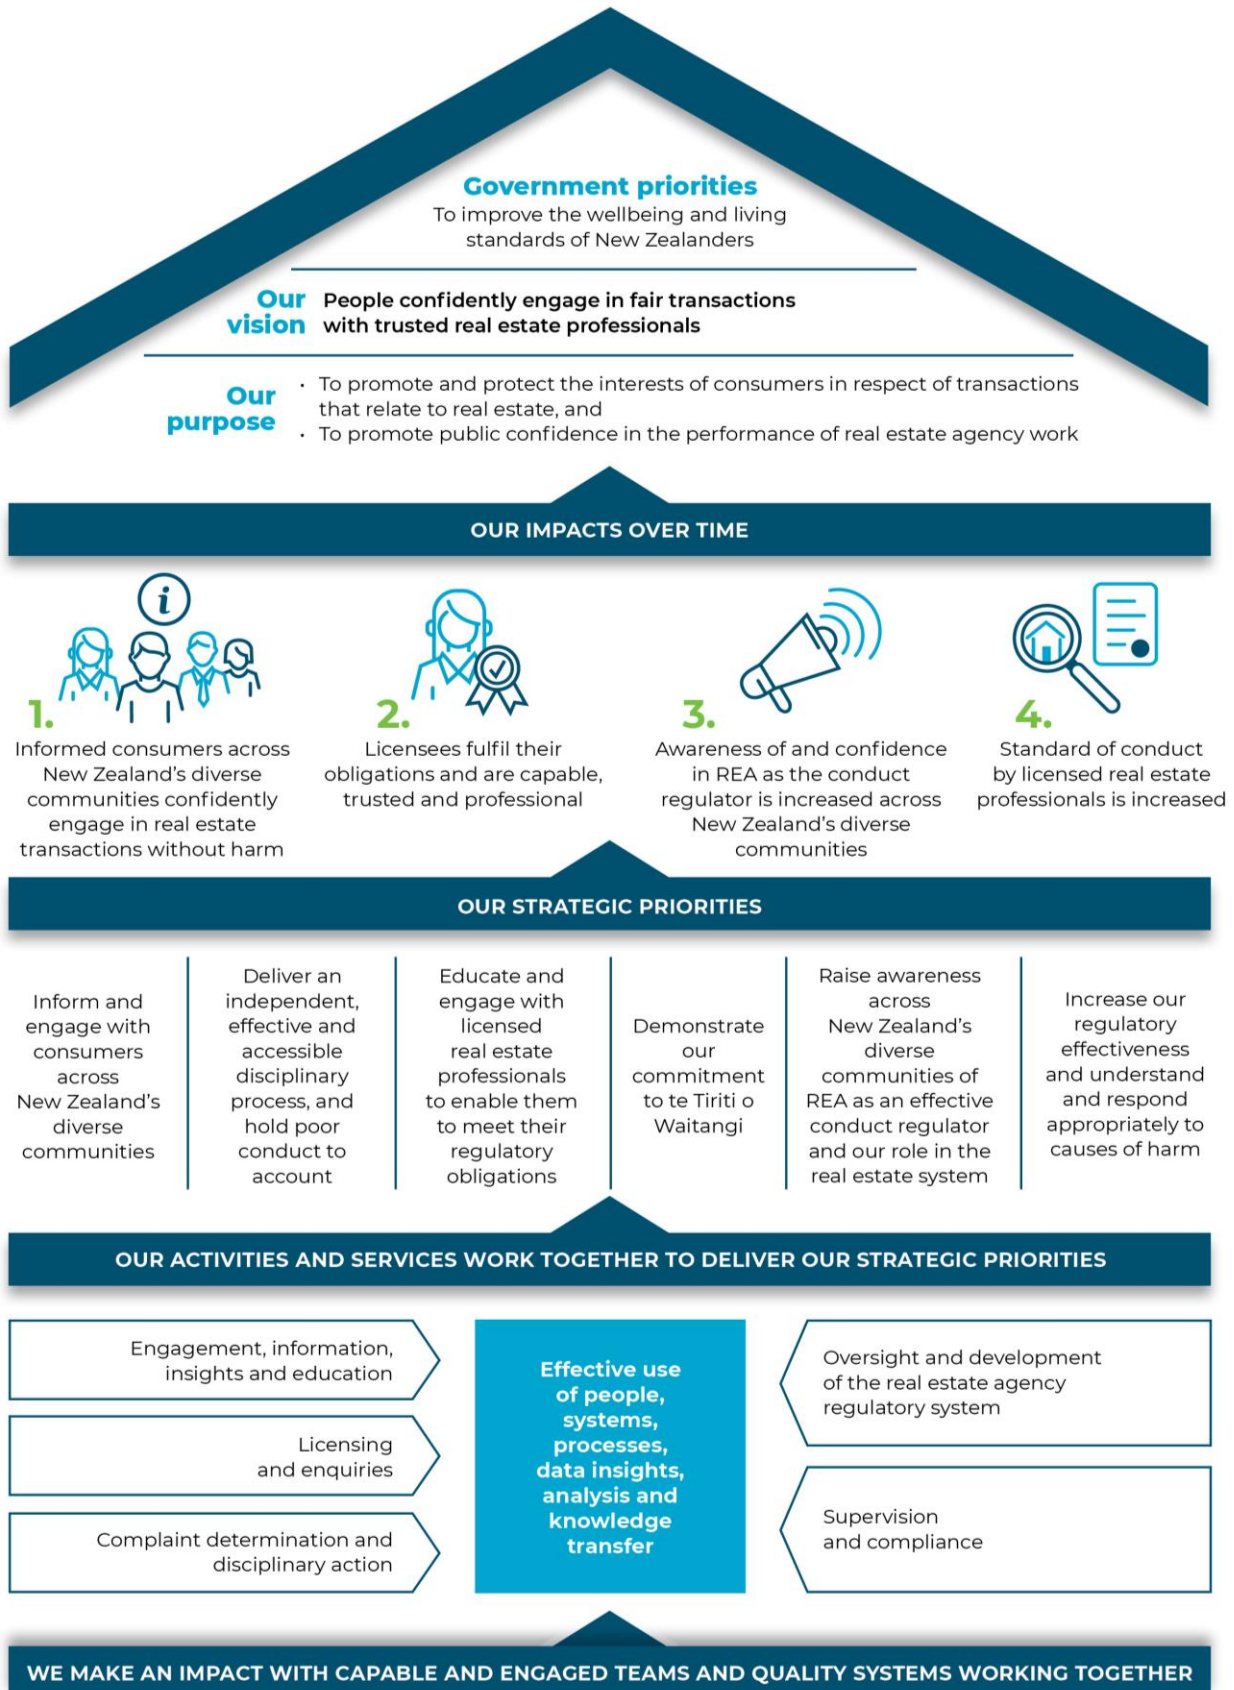 Government priorities
To improve the wellbeing and living
standards of New Zealanders
Our
vision
People confidently engage in fair transactions
with trusted real estate professionals
Our
purpose
• To promote and protect the interests of consumers in respect of transactions
that relate to real estate, and
• To promote public confidence in the performance of real estate agency work
OUR IMPACTS OVER TIME
i
1.
Informed consumers across
New Zealand's diverse
communities confidently
engage in real estate
transactions without harm
2.
Licensees fulfil their
obligations and are capable,
trusted and professional
3.
Awareness of and confidence
in REA as the conduct
regulator is increased across
New Zealand's diverse
communities
4.
Standard of conduct
by licensed real estate
professionals is increased
OUR STRATEGIC PRIORITIES
Inform and
engage with
consumers
across
New Zealand's
diverse
communities
Deliver an
independent,
effective and
accessible
disciplinary
process, and
hold poor
conduct to
account
Educate and
engage with
licensed
real estate
professionals
to enable them
to meet their
regulatory
obligations
Demonstrate
our
commitment
to te Tiriti o
Waitangi
Raise awareness
across
New Zealand's
diverse
communities of
REA as an effective
conduct regulator
and our role in the
real estate system
Increase our
regulatory
effectiveness
and understand
and respond
appropriately to
causes of harm
OUR ACTIVITIES AND SERVICES WORK TOGETHER TO DELIVER OUR STRATEGIC PRIORITIES
Engagement, information,
insights and education
Licensing
and enquiries
Complaint determination and
disciplinary action
Effective use
of people,
systems,
processes,
data insights,
analysis and
knowledge
transfer
Oversight and development
of the real estate agency
regulatory system
Supervision
and compliance
WE MAKE AN IMPACT WITH CAPABLE AND ENGAGED TEAMS AND QUALITY SYSTEMS WORKING TOGETHER